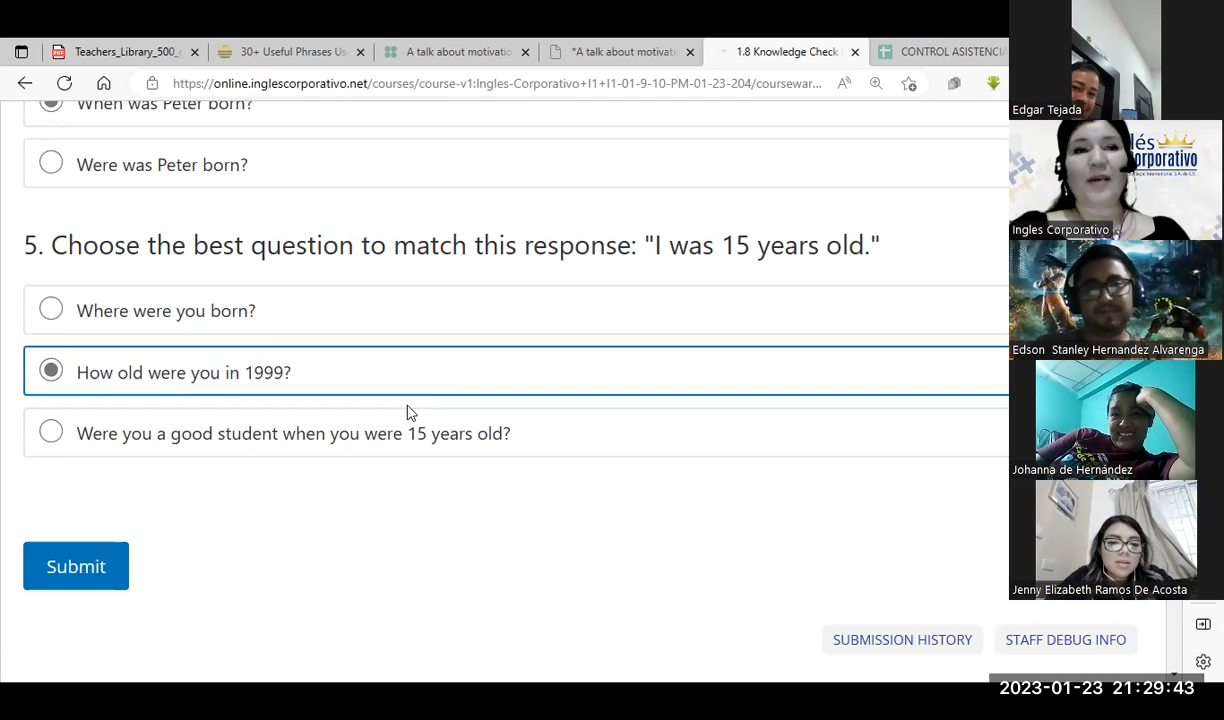 Teachers_Library_500_
30+ Useful Phrases Us
A talk about motivatio
*A talk about motivati
1.8 Knowledge Check
CONTROL ASISTENCIA
https://online.inglescorporativo.net/courses/course-v1:Ingles-Corporativo+I1+I1-01-9-10-PM-01-23-204/coursewar...
When was Peter born?
Were was Peter born?
5. Choose the best question to match this response: "I was 15 years old."
Where were you born?
How old were you in 1999?
Were you a good student when you were 15 years old?
Submit
SUBMISSION HISTORY
STAFF DEBUG INFO
Edgar Tejada
lés
orporativo
Ingles Corporativo
Edson Stanley Hernandez Alvarenga
Johanna de Hernández
Jenny Elizabeth Ramos De Acosta
2023-01-23 21:29:43